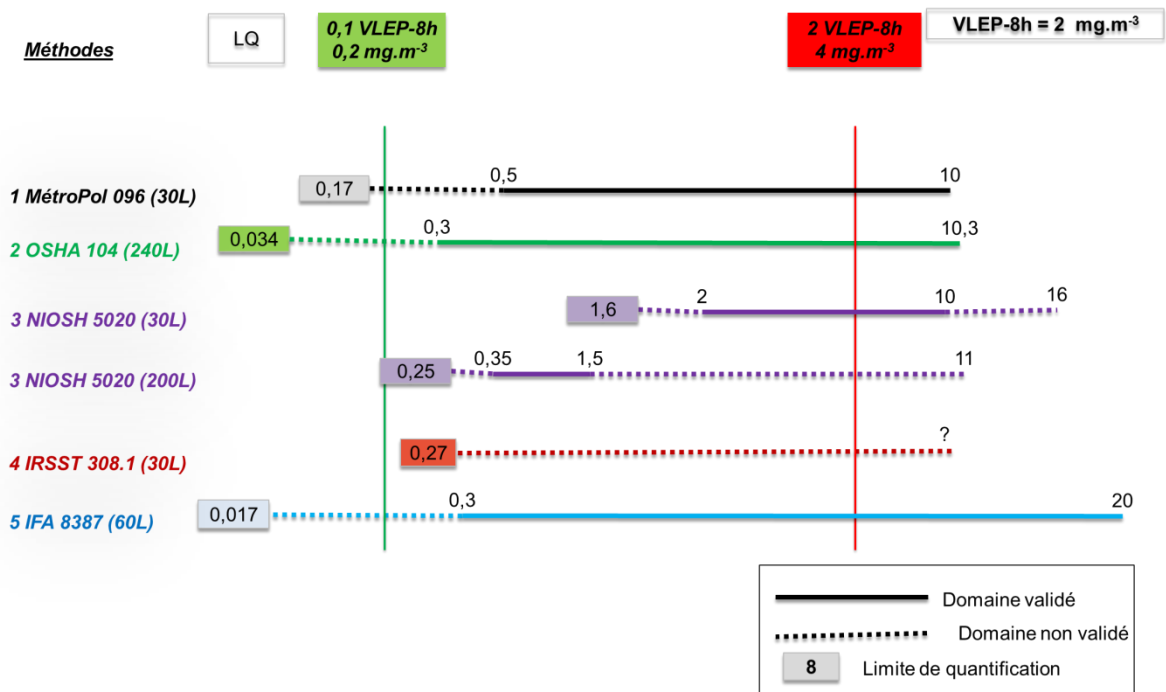 Méthodes
LQ
0,1 VLEP-8h
0,2 mg.m⁻³
2 VLEP-8h
4 mg.m⁻³
VLEP-8h = 2 mg.m⁻³
1 MétroPol 096 (30L)
0,17
0,5
10
2 OSHA 104 (240L)
0,034
0,3
10,3
3 NIOSH 5020 (30L)
1,6
2
10
16
3 NIOSH 5020 (200L)
0,25
0,35
1,5
11
4 IRSST 308.1 (30L)
0,27
?
5 IFA 8387 (60L)
0,017
0,3
20
Domaine validé
Domaine non validé
8
Limite de quantification